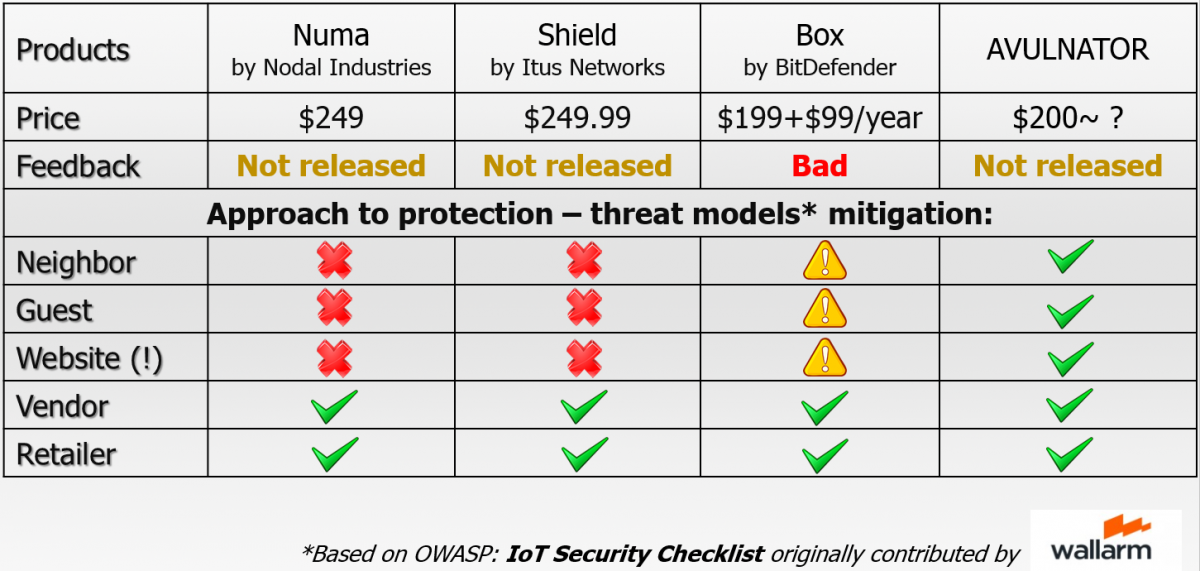 Products
Numa
by Nodal Industries
Shield
by Itus Networks
Box
by BitDefender
AVULNATOR
Price
$249
$249.99
$199+$99/year
$200~ ?
Feedback
Not released
Not released
Bad
Not released
Approach to protection – threat models* mitigation:
Neighbor
Guest
Website (!)
Vendor
Retailer
*Based on OWASP: IoT Security Checklist originally contributed by
wallarm